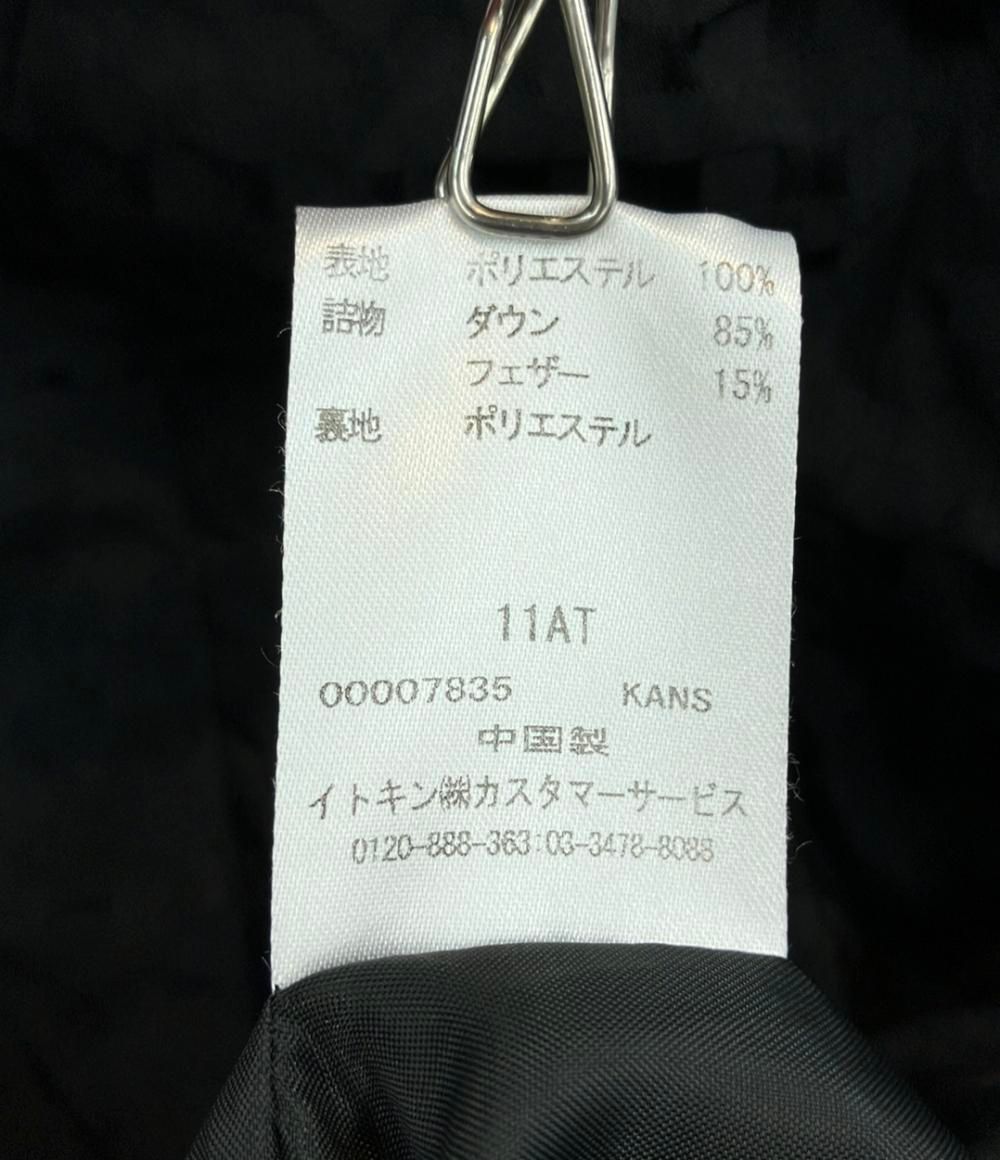 表地 ポリエステル 100%
詰物 ダウン 85%
フェザー 15%
裏地 ポリエステル
11AT
00007835 KANS
中国製
イトキン㈱カスタマーサービス
0120-888-363:03-3478-8088